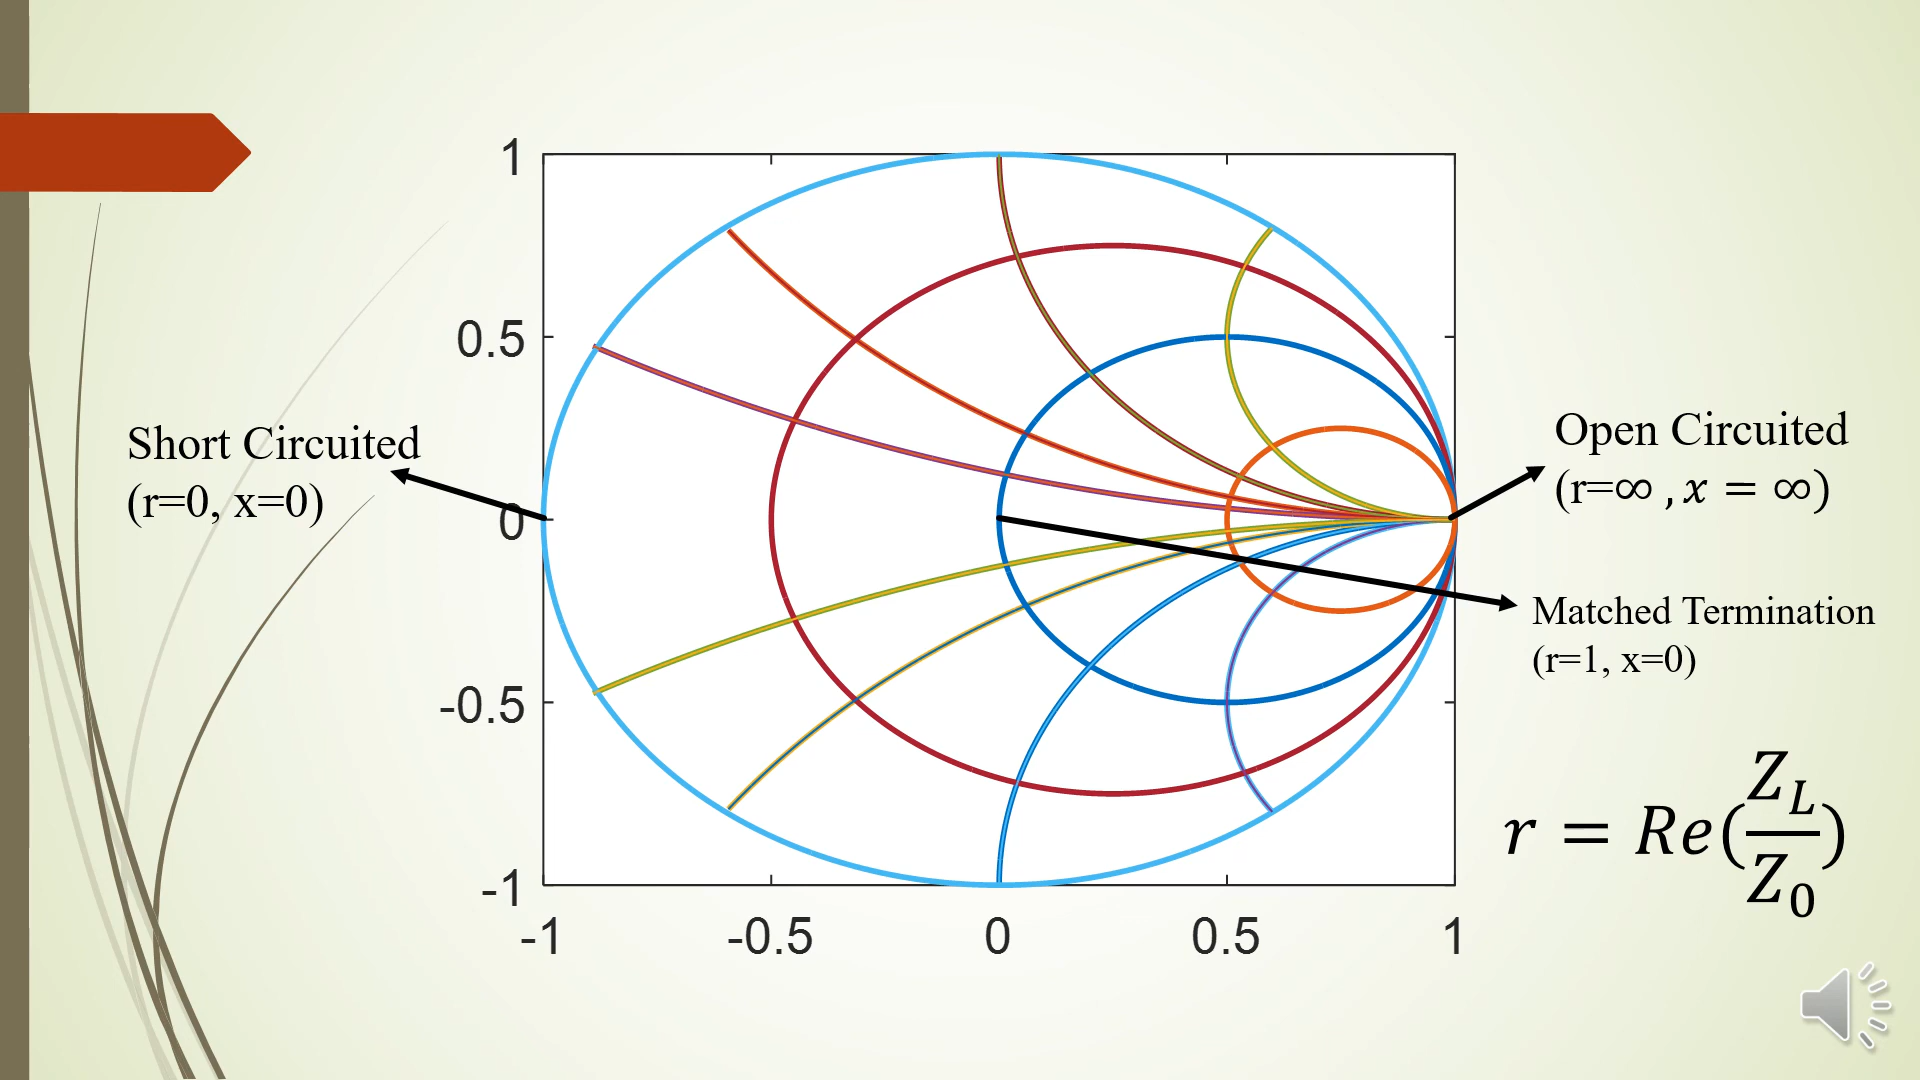 1
0.5
0
-0.5
-1
-1 -0.5 0 0.5 1
Short Circuited
(r=0, x=0)
Open Circuited
(r=∞ , x = ∞)
Matched Termination
(r=1, x=0)
r = Re(Z_L/Z_0)